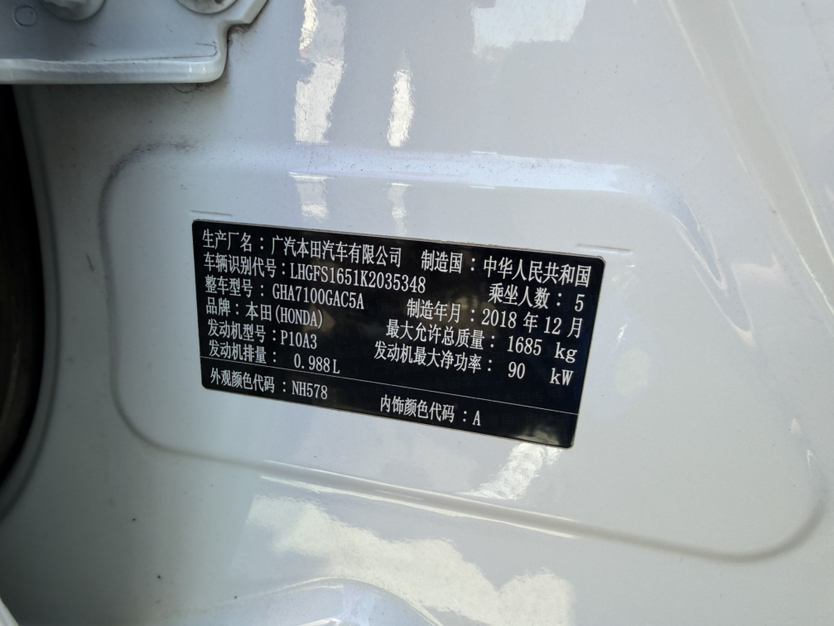 生产厂名：广汽本田汽车有限公司 制造国：中华人民共和国
车辆识别代号：LHGFS1651K2035348 乘坐人数：5
整车型号：GHA7100GAC5A 制造年月：2018 年 12 月
品牌：本田(HONDA) 最大允许总质量：1685 kg
发动机型号：P10A3 发动机最大净功率：90 kW
发动机排量：0.988L
外观颜色代码：NH578 内饰颜色代码：A